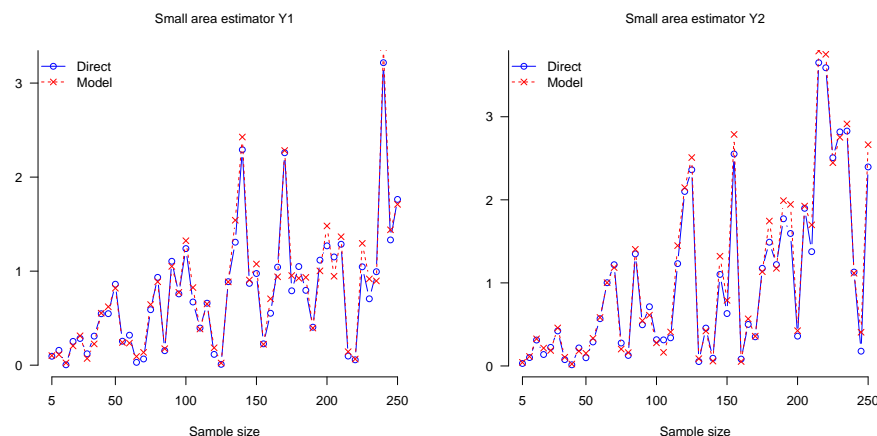 Small area estimator Y1
3
2
1
0
Direct
Model
5
50
100
150
200
250
Sample size
Small area estimator Y2
3
2
1
0
Direct
Model
5
50
100
150
200
250
Sample size